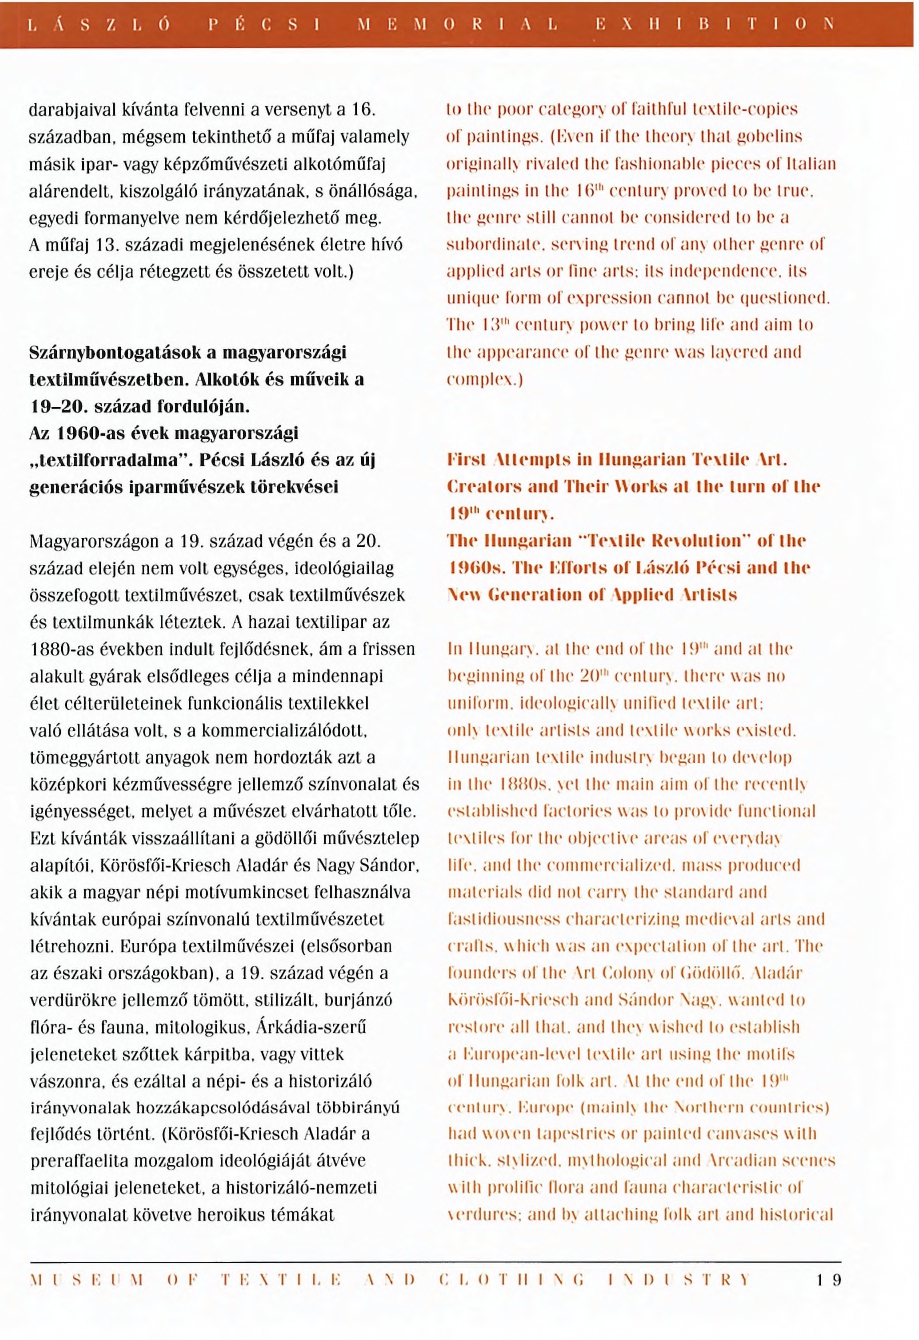 LÁSZLÓ PÉCSI MEMORIAL EXHIBITION
darabjaival kívánta felvenni a versenyt a 16.
században, mégsem tekinthető a műfaj valamely
másik ipar- vagy képzőművészeti alkotóműfaj
alárendelt, kiszolgáló irányzatának, s önállósága,
egyedi formanyelve nem kérdőjelezhető meg.
A műfaj 13. századi megjelenésének életre hívó
ereje és célja rétegzett és összetett volt.)
Szárnybontogatások a magyarországi
textilművészetben. Alkotók és műveik a
19–20. század fordulóján.
Az 1960-as évek magyarországi
„textilforradalma”. Pécsi László és az új
generációs iparművészek törekvései
Magyarországon a 19. század végén és a 20.
század elején nem volt egységes, ideológiailag
összefogott textilművészet, csak textilművészek
és textilmunkák léteztek. A hazai textilipar az
1880-as években indult fejlődésnek, ám a frissen
alakult gyárak elsődleges célja a mindennapi
élet célterületeinek funkcionális textilekkel
való ellátása volt, s a kommercializálódott,
tömeggyártott anyagok nem hordozták azt a
középkori kézművességre jellemző színvonalat és
igényességet, melyet a művészet elvárhatott tőle.
Ezt kívánták visszaállítani a gödöllői művésztelep
alapítói, Körösfői-Kriesch Aladár és Nagy Sándor,
akik a magyar népi motívumkincset felhasználva
kívántak európai színvonalú textilművészetet
létrehozni. Európa textilművészei (elsősorban
az északi országokban), a 19. század végén a
verdürökre jellemző tömött, stilizált, burjánzó
flóra- és fauna, mitologikus, Árkádia-szerű
jeleneteket szőttek kárpitba, vagy vittek
vászonra, és ezáltal a népi- és a historizáló
irányvonalak hozzákapcsolódásával többirányú
fejlődés történt. (Körösfői-Kriesch Aladár a
preraffaelita mozgalom ideológiáját átvéve
mitológiai jeleneteket, a historizáló-nemzeti
irányvonalat követve heroikus témákat
to the poor category of faithful textile-copies
of paintings. (Even if the theory that gobelins
originally rivaled the fashionable pieces of Italian
paintings in the 16th century proved to be true,
the genre still cannot be considered to be a
subordinate, serving trend of any other genre of
applied arts or fine arts; its independence, its
unique form of expression cannot be questioned.
The 13th century power to bring life and aim to
the appearance of the genre was layered and
complex.)
First Attempts in Hungarian Textile Art.
Creators and Their Works at the turn of the
19th century.
The Hungarian “Textile Revolution” of the
1960s. The Efforts of László Pécsi and the
New Generation of Applied Artists
In Hungary, at the end of the 19th and at the
beginning of the 20th century, there was no
uniform, ideologically unified textile art;
only textile artists and textile works existed.
Hungarian textile industry began to develop
in the 1880s, yet the main aim of the recently
established factories was to provide functional
textiles for the objective areas of everyday
life, and the commercialized, mass produced
materials did not carry the standard and
fastidiousness characterizing medieval arts and
crafts, which was an expectation of the art. The
founders of the Art Colony of Gödöllő, Aladár
Körösfői-Kriesch and Sándor Nagy, wanted to
restore all that, and they wished to establish
a European-level textile art using the motifs
of Hungarian folk art. At the end of the 19th
century, Europe (mainly the Northern countries)
had woven tapestries or painted canvases with
thick, stylized, mythological and Arcadian scenes
with prolific flora and fauna characteristic of
verdures; and by attaching folk art and historical
MUSEUM OF TEXTILE AND CLOTHING INDUSTRY 19